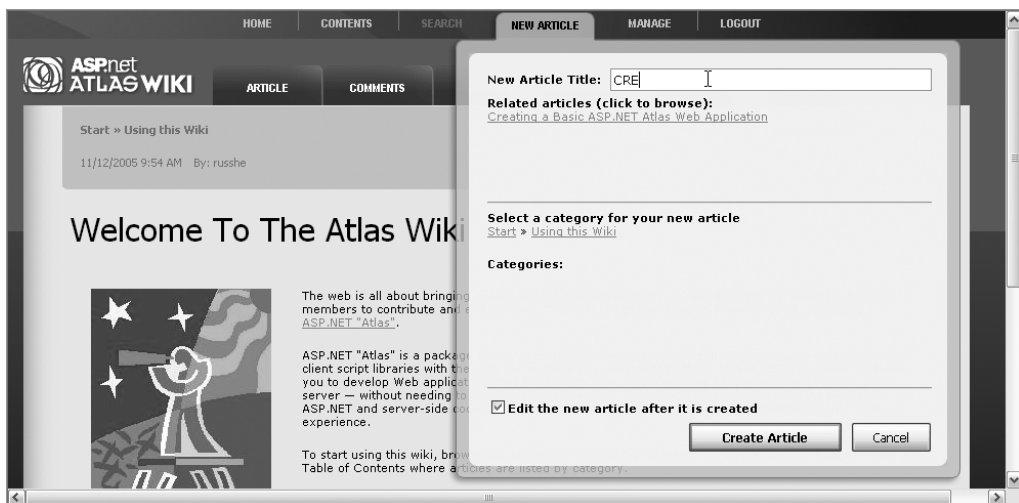 HOME CONTENTS SEARCH NEW ARTICLE MANAGE LOGOUT
ASP.net
ATLAS WIKI
ARTICLE COMMENTS
New Article Title: CRE
Related articles (click to browse):
Creating a Basic ASP.NET Atlas Web Application
Start » Using this Wiki
11/12/2005 9:54 AM By: russhe
Select a category for your new article
Start » Using this Wiki
Categories:
Welcome To The Atlas Wiki
The web is all about bringing
members to contribute and
ASP.NET "Atlas".
ASP.NET "Atlas" is a
client script libraries with the
you to develop Web
server — without needing to
ASP.NET and server-side
experience.
To start using this wiki,
Table of Contents where articles are listed by category.
Edit the new article after it is created
Create Article Cancel